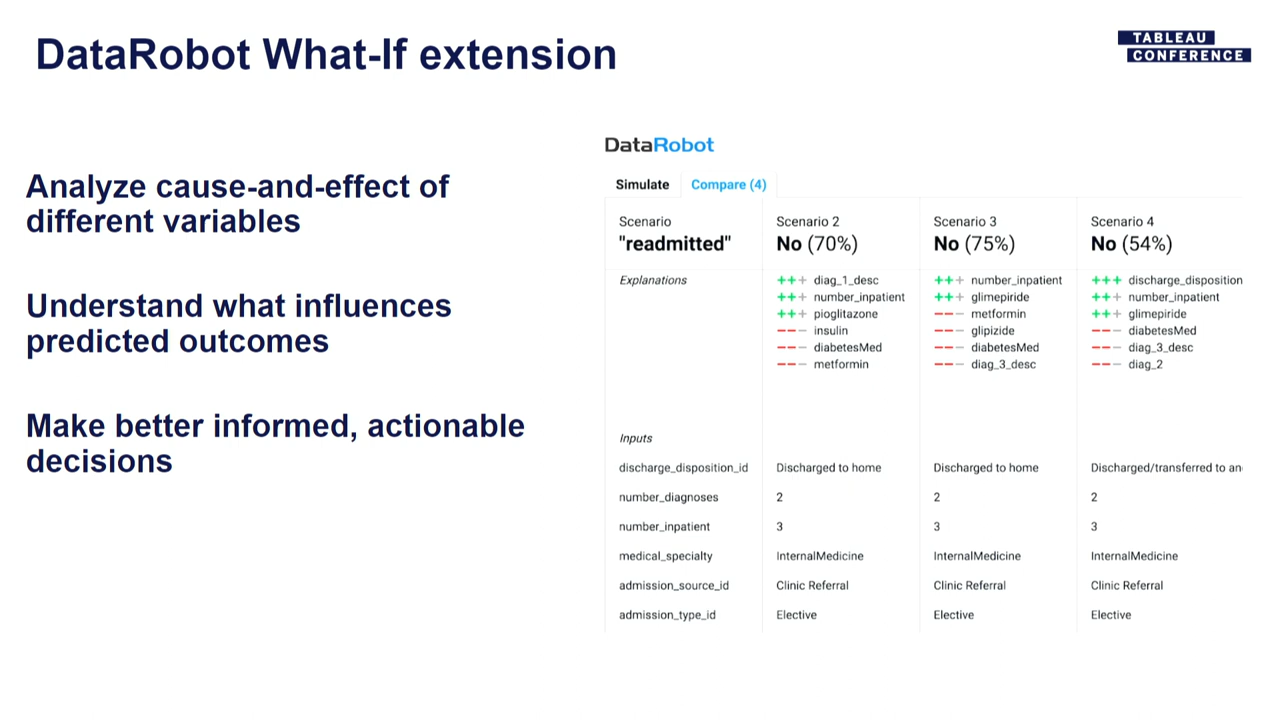 DataRobot What-If extension
TABLEAU
CONFERENCE
Analyze cause-and-effect of
different variables
Understand what influences
predicted outcomes
Make better informed, actionable
decisions
DataRobot
Simulate Compare (4)
Scenario Scenario 2 Scenario 3 Scenario 4
"readmitted" No (70%) No (75%) No (54%)
Explanations +++ diag_1_desc +++ number_inpatient +++ discharge_disposition
+++ number_inpatient +++ glimepiride +++ number_inpatient
+++ pioglitazone --- metformin +++ glimepiride
--- insulin --- glipizide --- diabetesMed
--- diabetesMed --- diabetesMed --- diag_3_desc
--- metformin --- diag_3_desc --- diag_2
Inputs
discharge_disposition_id Discharged to home Discharged to home Discharged/transferred to an
number_diagnoses 2 2 2
number_inpatient 3 3 3
medical_specialty InternalMedicine InternalMedicine InternalMedicine
admission_source_id Clinic Referral Clinic Referral Clinic Referral
admission_type_id Elective Elective Elective